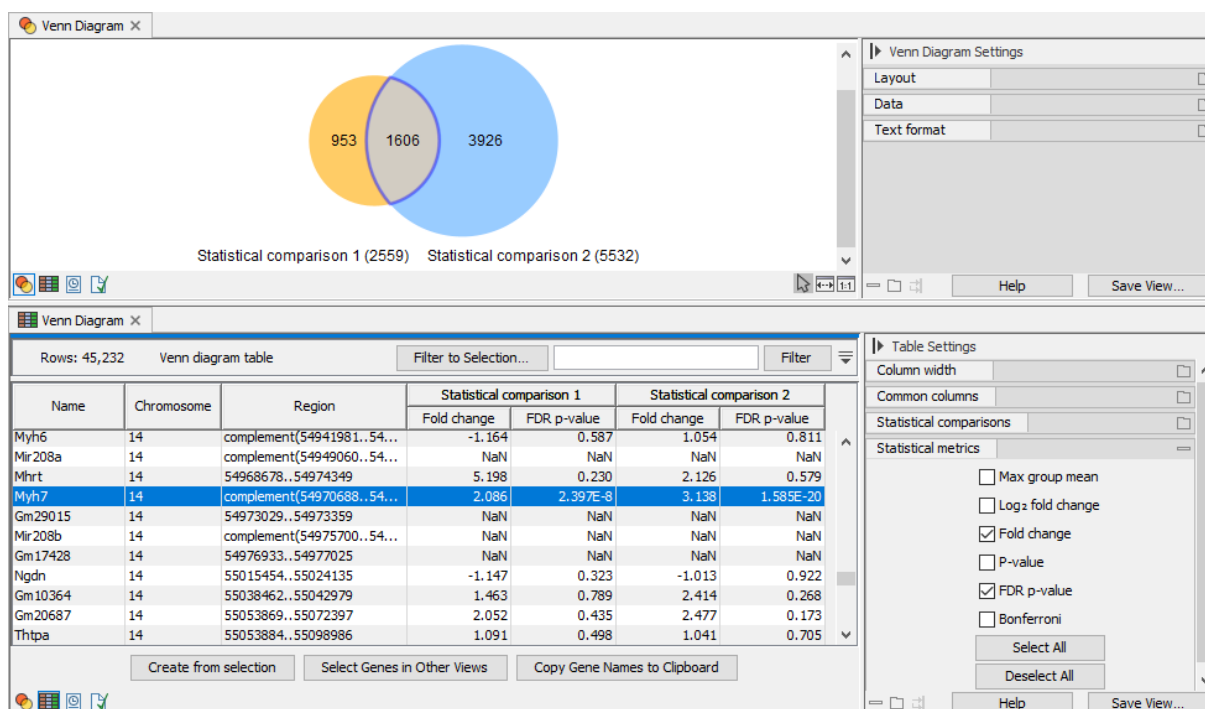 Venn Diagram
Venn Diagram Settings
Layout
Data
Text format
953 1606 3926
Statistical comparison 1 (2559) Statistical comparison 2 (5532)
1:1
Help Save View...
Venn Diagram
Rows: 45,232 Venn diagram table Filter to Selection... Filter
Name Chromosome Region Statistical comparison 1 Statistical comparison 2
Fold change FDR p-value Fold change FDR p-value
Myh6 14 complement(54941981..54... -1.164 0.587 1.054 0.811
Mir208a 14 complement(54949060..54... NaN NaN NaN NaN
Mhrt 14 54968678..54974349 5.198 0.230 2.126 0.579
Myh7 14 complement(54970688..54... 2.086 2.397E-8 3.138 1.585E-20
Gm29015 14 54973029..54973359 NaN NaN NaN NaN
Mir208b 14 complement(54975700..54... NaN NaN NaN NaN
Gm17428 14 54976933..54977025 NaN NaN NaN NaN
Ngdn 14 55015454..55024135 -1.147 0.323 -1.013 0.922
Gm10364 14 55038462..55042979 1.463 0.789 2.414 0.268
Gm20687 14 55053869..55072397 2.052 0.435 2.477 0.173
Thtpa 14 55053884..55098986 1.091 0.498 1.041 0.705
Create from selection Select Genes in Other Views Copy Gene Names to Clipboard
Table Settings
Column width
Common columns
Statistical comparisons
Statistical metrics
Max group mean
Log₂ fold change
Fold change
P-value
FDR p-value
Bonferroni
Select All
Deselect All
Help Save View...